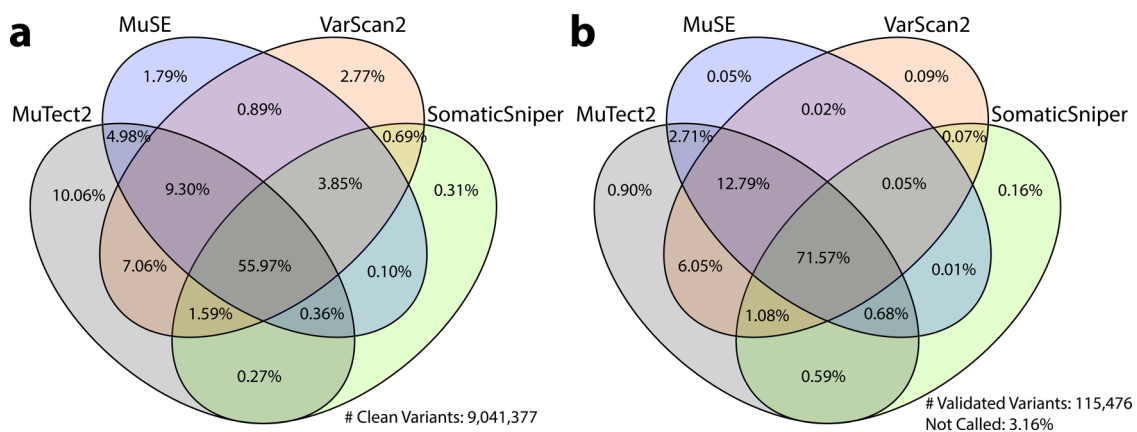 a
MuSE
VarScan2
MuTect2
SomaticSniper
1.79%
2.77%
0.89%
4.98%
0.69%
10.06%
9.30%
3.85%
0.31%
7.06%
55.97%
0.10%
1.59%
0.36%
0.27%
# Clean Variants: 9,041,377
b
MuSE
VarScan2
MuTect2
SomaticSniper
0.05%
0.09%
0.02%
2.71%
0.07%
0.90%
12.79%
0.05%
0.16%
6.05%
71.57%
0.01%
1.08%
0.68%
0.59%
# Validated Variants: 115,476
Not Called: 3.16%